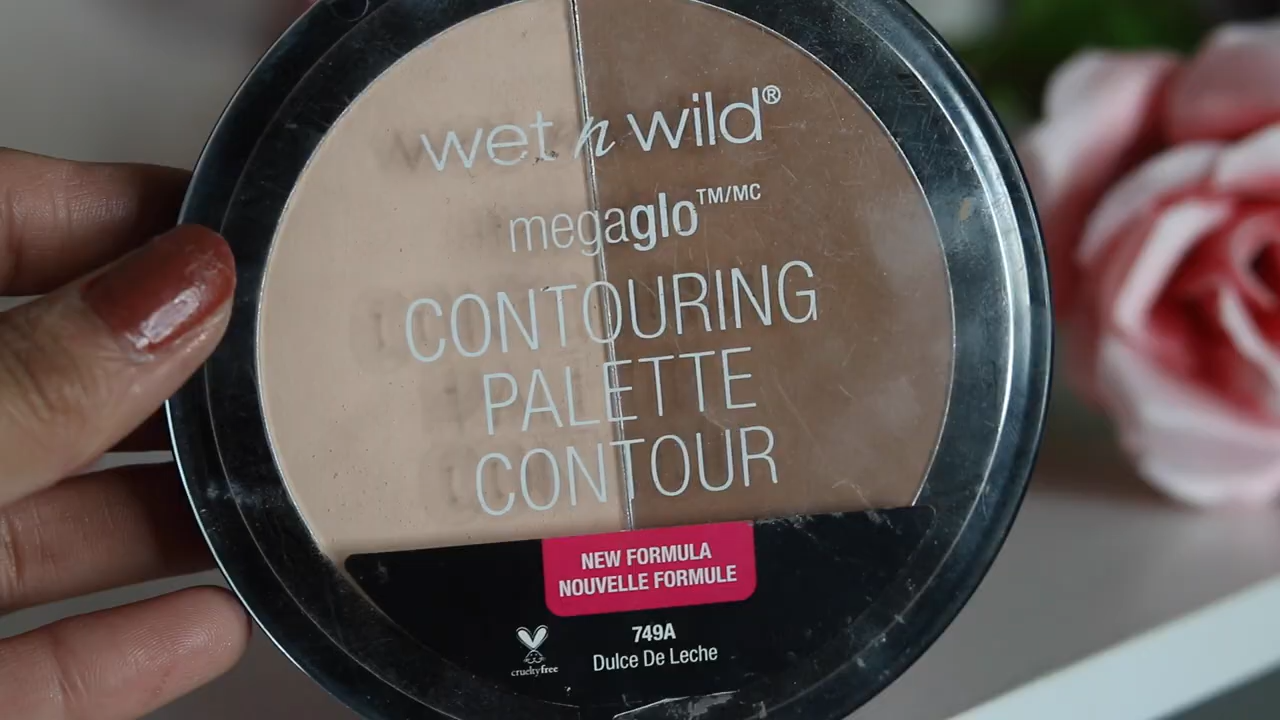 wet n wild®
megaglo™/MC
CONTOURING
PALETTE
CONTOUR
NEW FORMULA
NOUVELLE FORMULE
749A
Dulce De Leche
crueltyfree